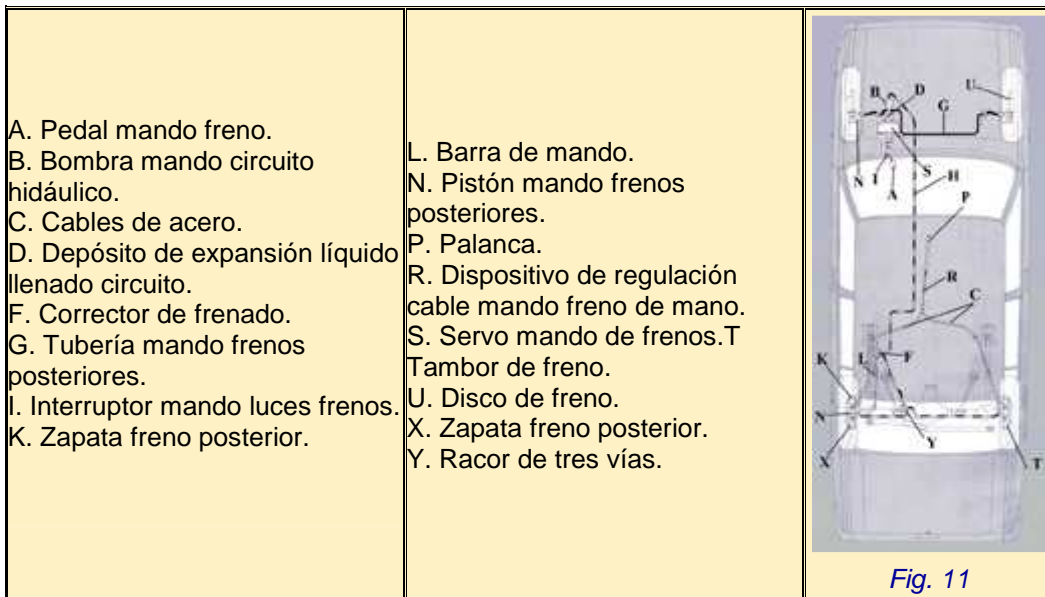 A. Pedal mando freno.
B. Bombra mando circuito
hidáulico.
C. Cables de acero.
D. Depósito de expansión líquido
llenado circuito.
F. Corrector de frenado.
G. Tubería mando frenos
posteriores.
I. Interruptor mando luces frenos.
K. Zapata freno posterior.
L. Barra de mando.
N. Pistón mando frenos
posteriores.
P. Palanca.
R. Dispositivo de regulación
cable mando freno de mano.
S. Servo mando de frenos.T
Tambor de freno.
U. Disco de freno.
X. Zapata freno posterior.
Y. Racor de tres vías.
B D U
G
N I A S H
P
R
C
K L F
N
Y
X T
Fig. 11